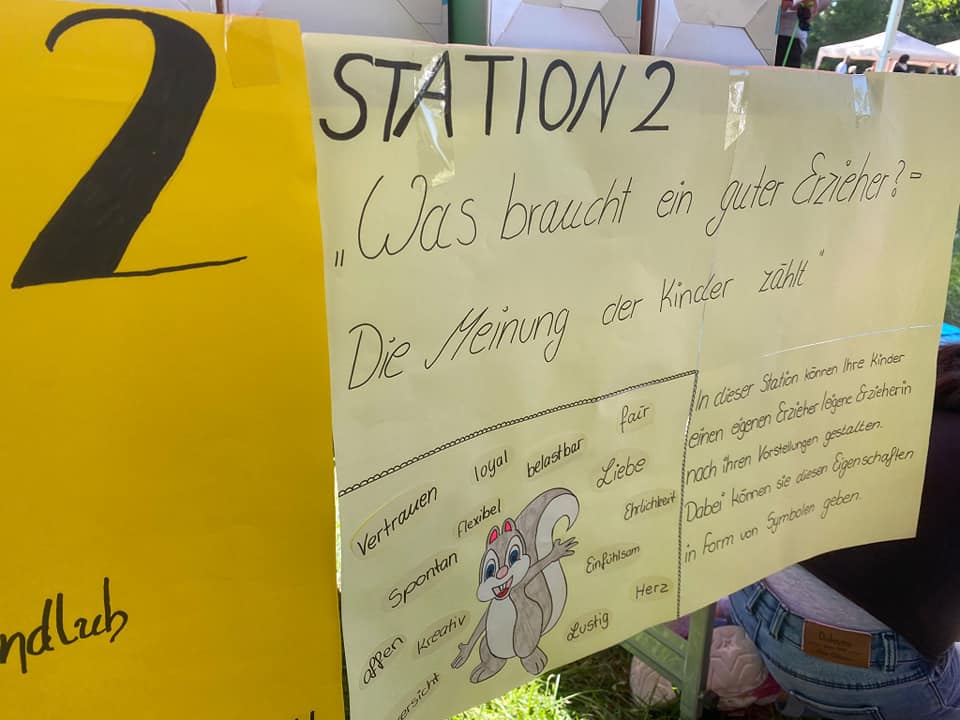 2
ndlich
STATION 2
„Was braucht ein guter Erzieher? =
Die Meinung der Kinder zählt"
fair
loyal
belastbar
Liebe
Vertrauen
flexibel
Ehrlichkeit
Spontan
Einfühlsam
Herz
offen
kreativ
Lustig
ersicht
In dieser Station können Ihre Kinder
einen eigenen Erzieher/eigene Erzieherin
nach ihren Vorstellungen gestalten.
Dabei können sie diesen Eigenschaften
in Form von Symbolen geben.